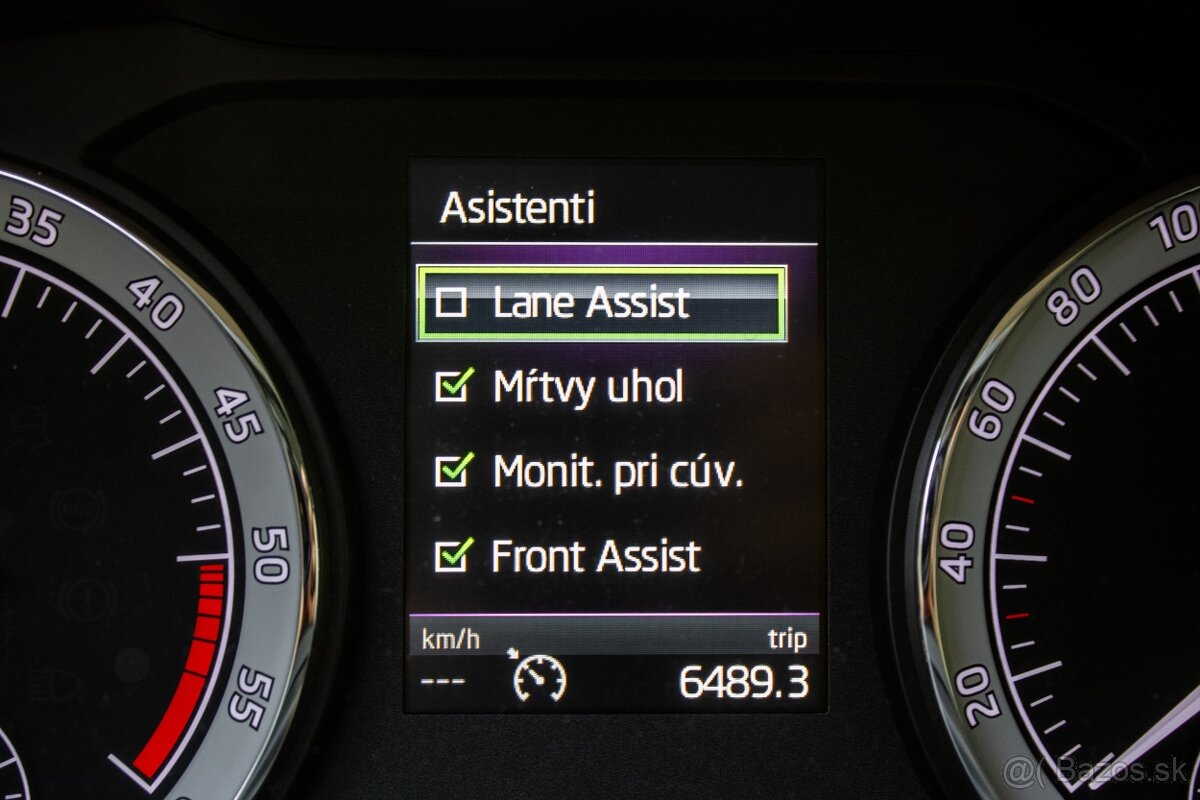 Asistenti
Lane Assist
Mŕtvy uhol
Monit. pri cúv.
Front Assist
km/h trip
--- 6489.3
35
40
45
50
55
10
80
60
40
20
@( Bazos.sk